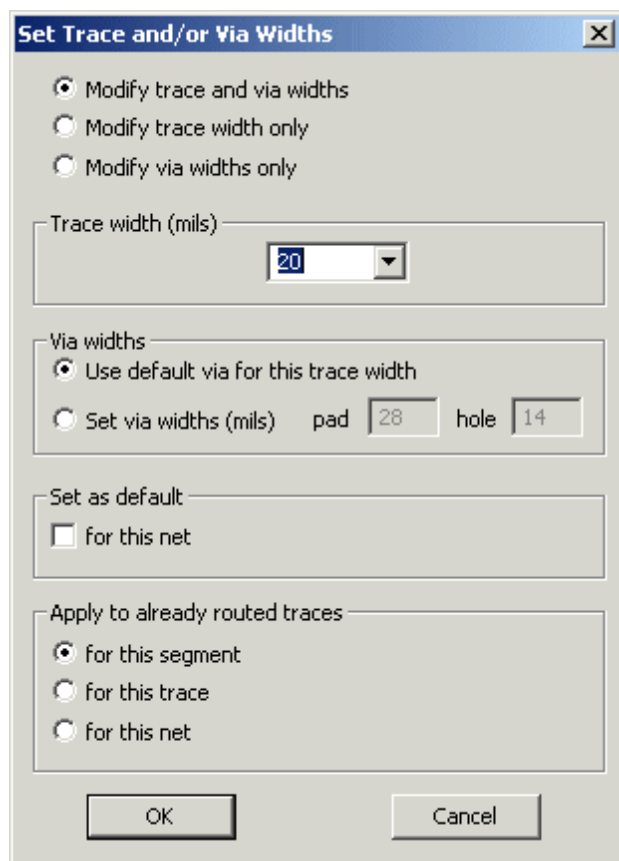 Set Trace and/or Via Widths
Modify trace and via widths
Modify trace width only
Modify via widths only
Trace width (mils)
20
Via widths
Use default via for this trace width
Set via widths (mils) pad 28 hole 14
Set as default
for this net
Apply to already routed traces
for this segment
for this trace
for this net
OK Cancel